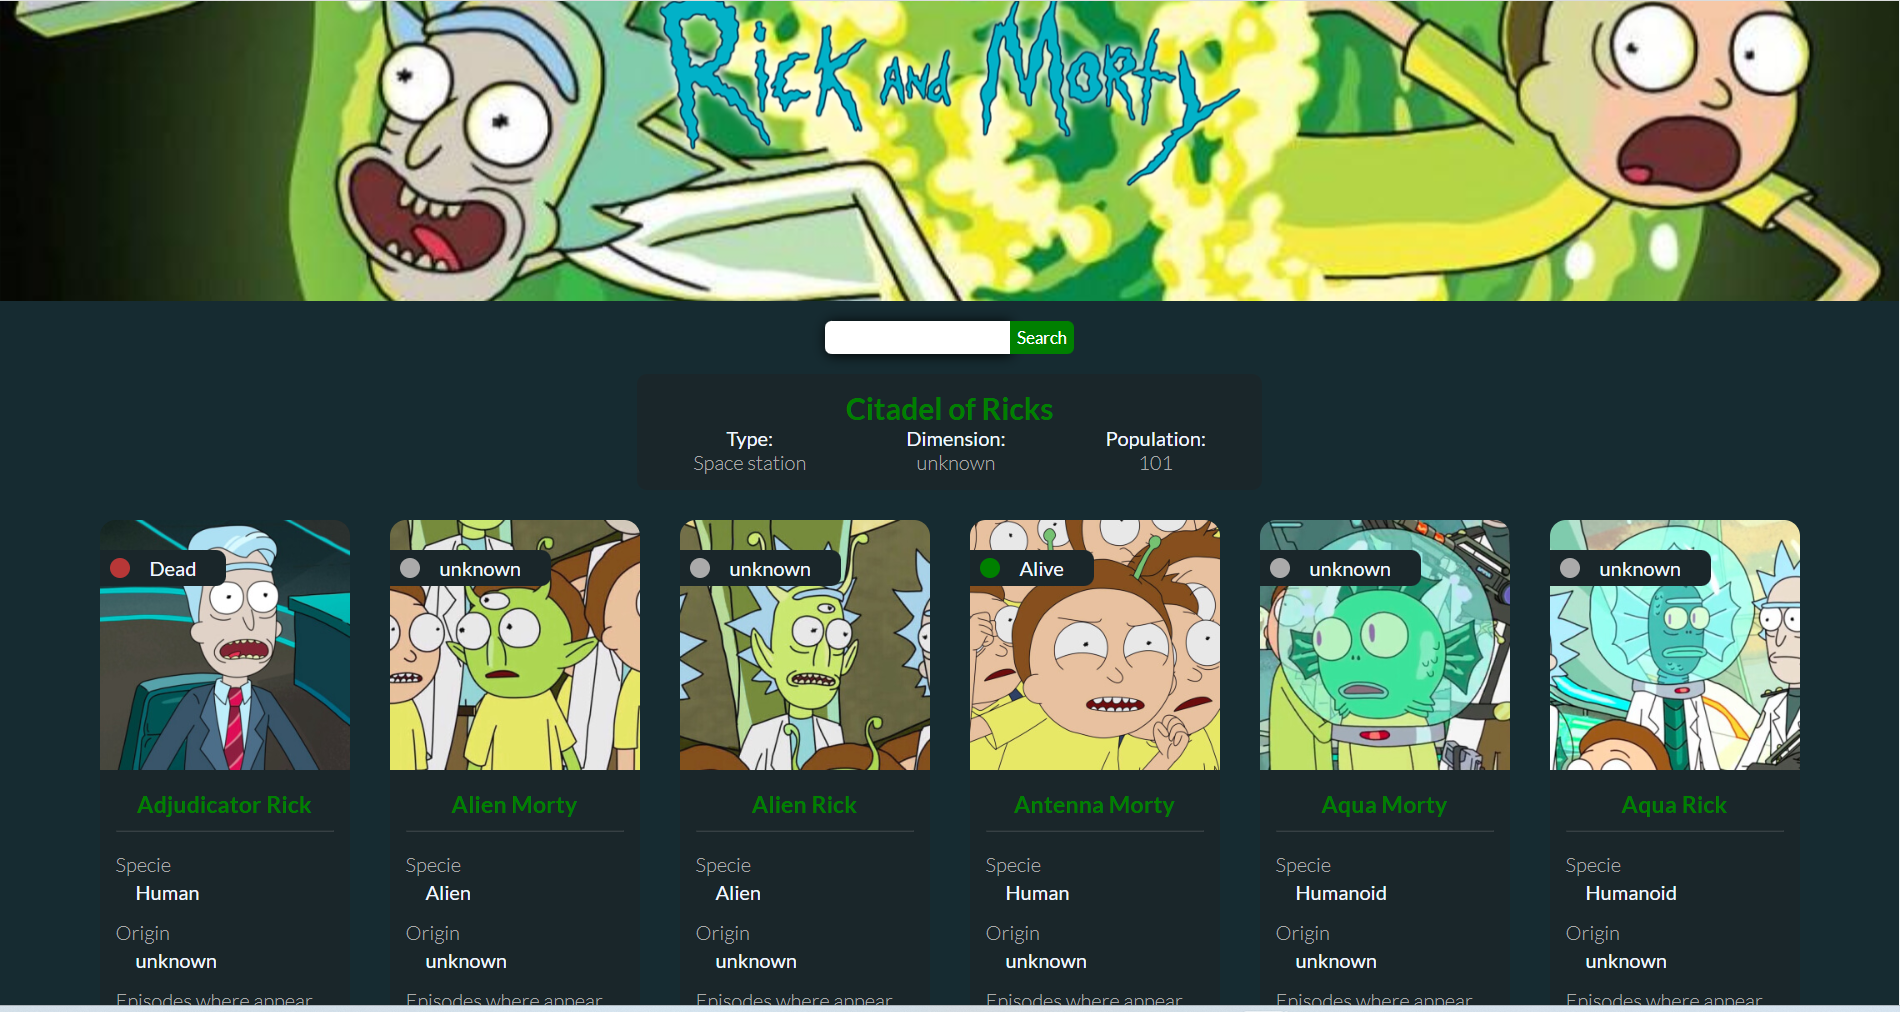 Rick and Morty
Search
Citadel of Ricks
Type: Dimension: Population:
Space station unknown 101
Dead unknown unknown Alive unknown unknown
Adjudicator Rick Alien Morty Alien Rick Antenna Morty Aqua Morty Aqua Rick
Specie Specie Specie Specie Specie Specie
Human Alien Alien Human Humanoid Humanoid
Origin Origin Origin Origin Origin Origin
unknown unknown unknown unknown unknown unknown
Episodes where appear Episodes where appear Episodes where appear Episodes where appear Episodes where appear Episodes where appear